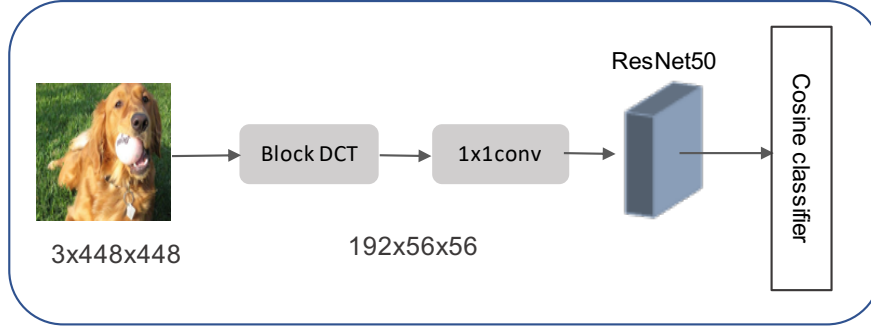 ResNet50
Block DCT
1x1conv
Cosine classifier
3x448x448
192x56x56